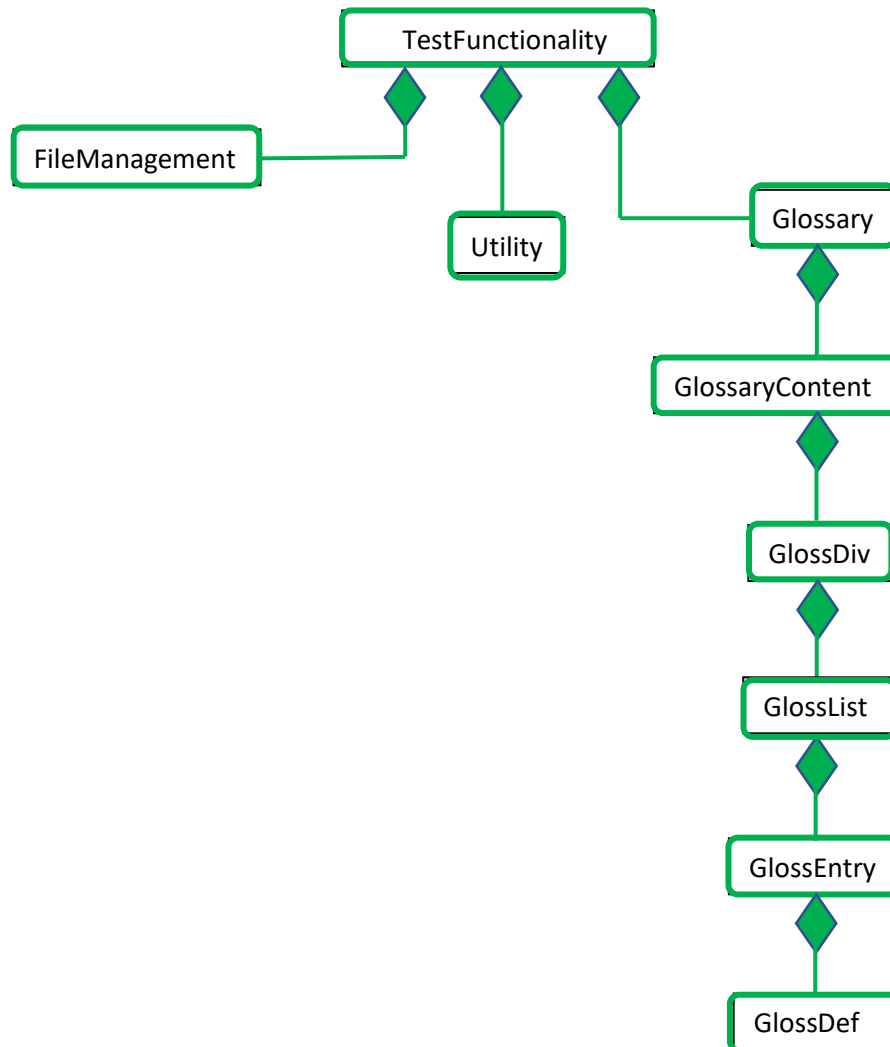 TestFunctionality
FileManagement
Utility
Glossary
GlossaryContent
GlossDiv
GlossList
GlossEntry
GlossDef